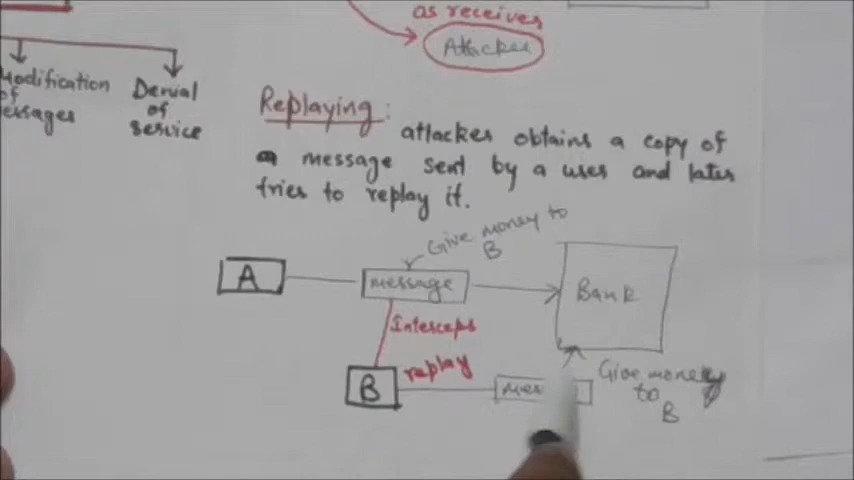 as receives
Attacker
Modification
of
messages
Denial
of
service
Replaying:
attacker obtains a copy of
a message sent by a user and later
tries to replay it.
Give money to
B
A
message
Bank
Interceps
replay
B
Give money
to
B